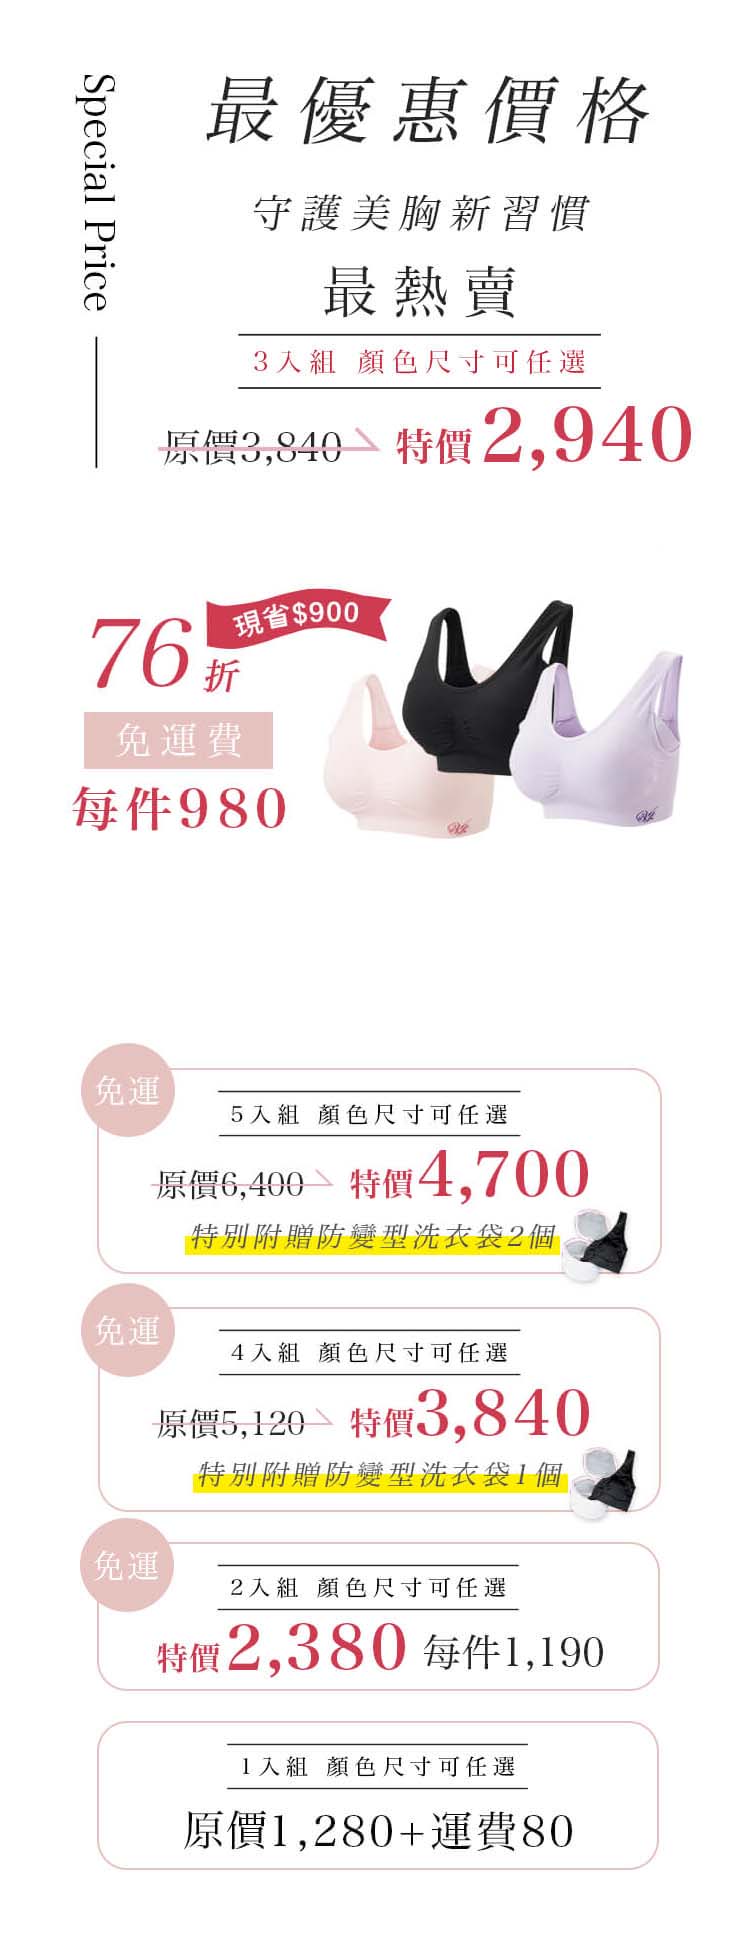 Special Price
最優惠價格
守護美胸新習慣
最熱賣
3入組 顏色尺寸可任選
原價3,840 特價2,940
現省$900
76折
免運費
每件980
免運
5入組 顏色尺寸可任選
原價6,400 特價4,700
特別附贈防變型洗衣袋2個
免運
4入組 顏色尺寸可任選
原價5,120 特價3,840
特別附贈防變型洗衣袋1個
免運
2入組 顏色尺寸可任選
特價2,380 每件1,190
1入組 顏色尺寸可任選
原價1,280+運費80